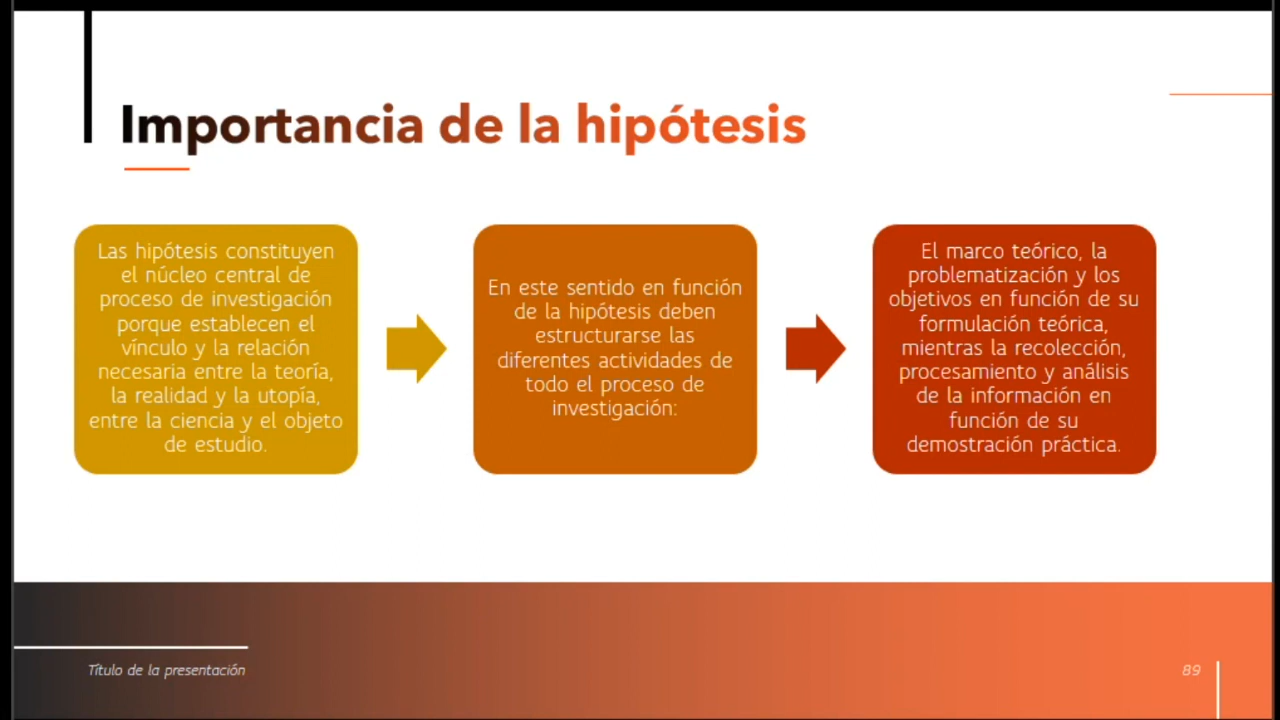 Importancia de la hipótesis
Las hipótesis constituyen
el núcleo central de
proceso de investigación
porque establecen el
vínculo y la relación
necesaria entre la teoría,
la realidad y la utopía,
entre la ciencia y el objeto
de estudio.
En este sentido en función
de la hipótesis deben
estructurarse las
diferentes actividades de
todo el proceso de
investigación:
El marco teórico, la
problematización y los
objetivos en función de su
formulación teórica,
mientras la recolección,
procesamiento y análisis
de la información en
función de su
demostración práctica.
Título de la presentación
89